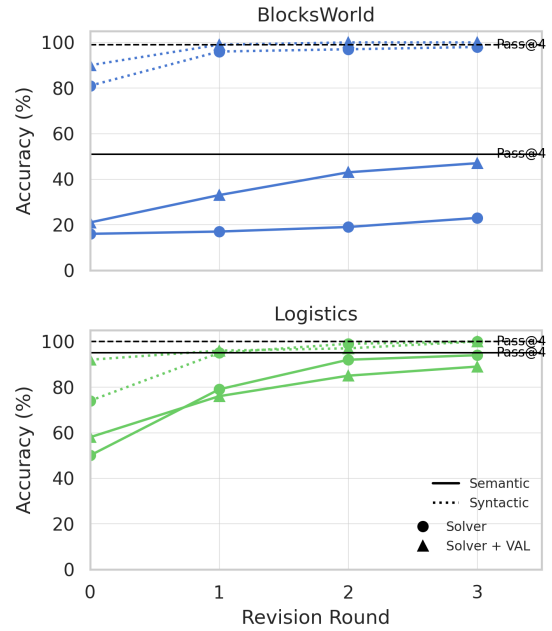 BlocksWorld
Accuracy (%)
100
80
60
40
20
0
Pass@4
Pass@4
Logistics
Accuracy (%)
100
80
60
40
20
0
Pass@4
Pass@4
Semantic
Syntactic
Solver
Solver + VAL
0 1 2 3
Revision Round